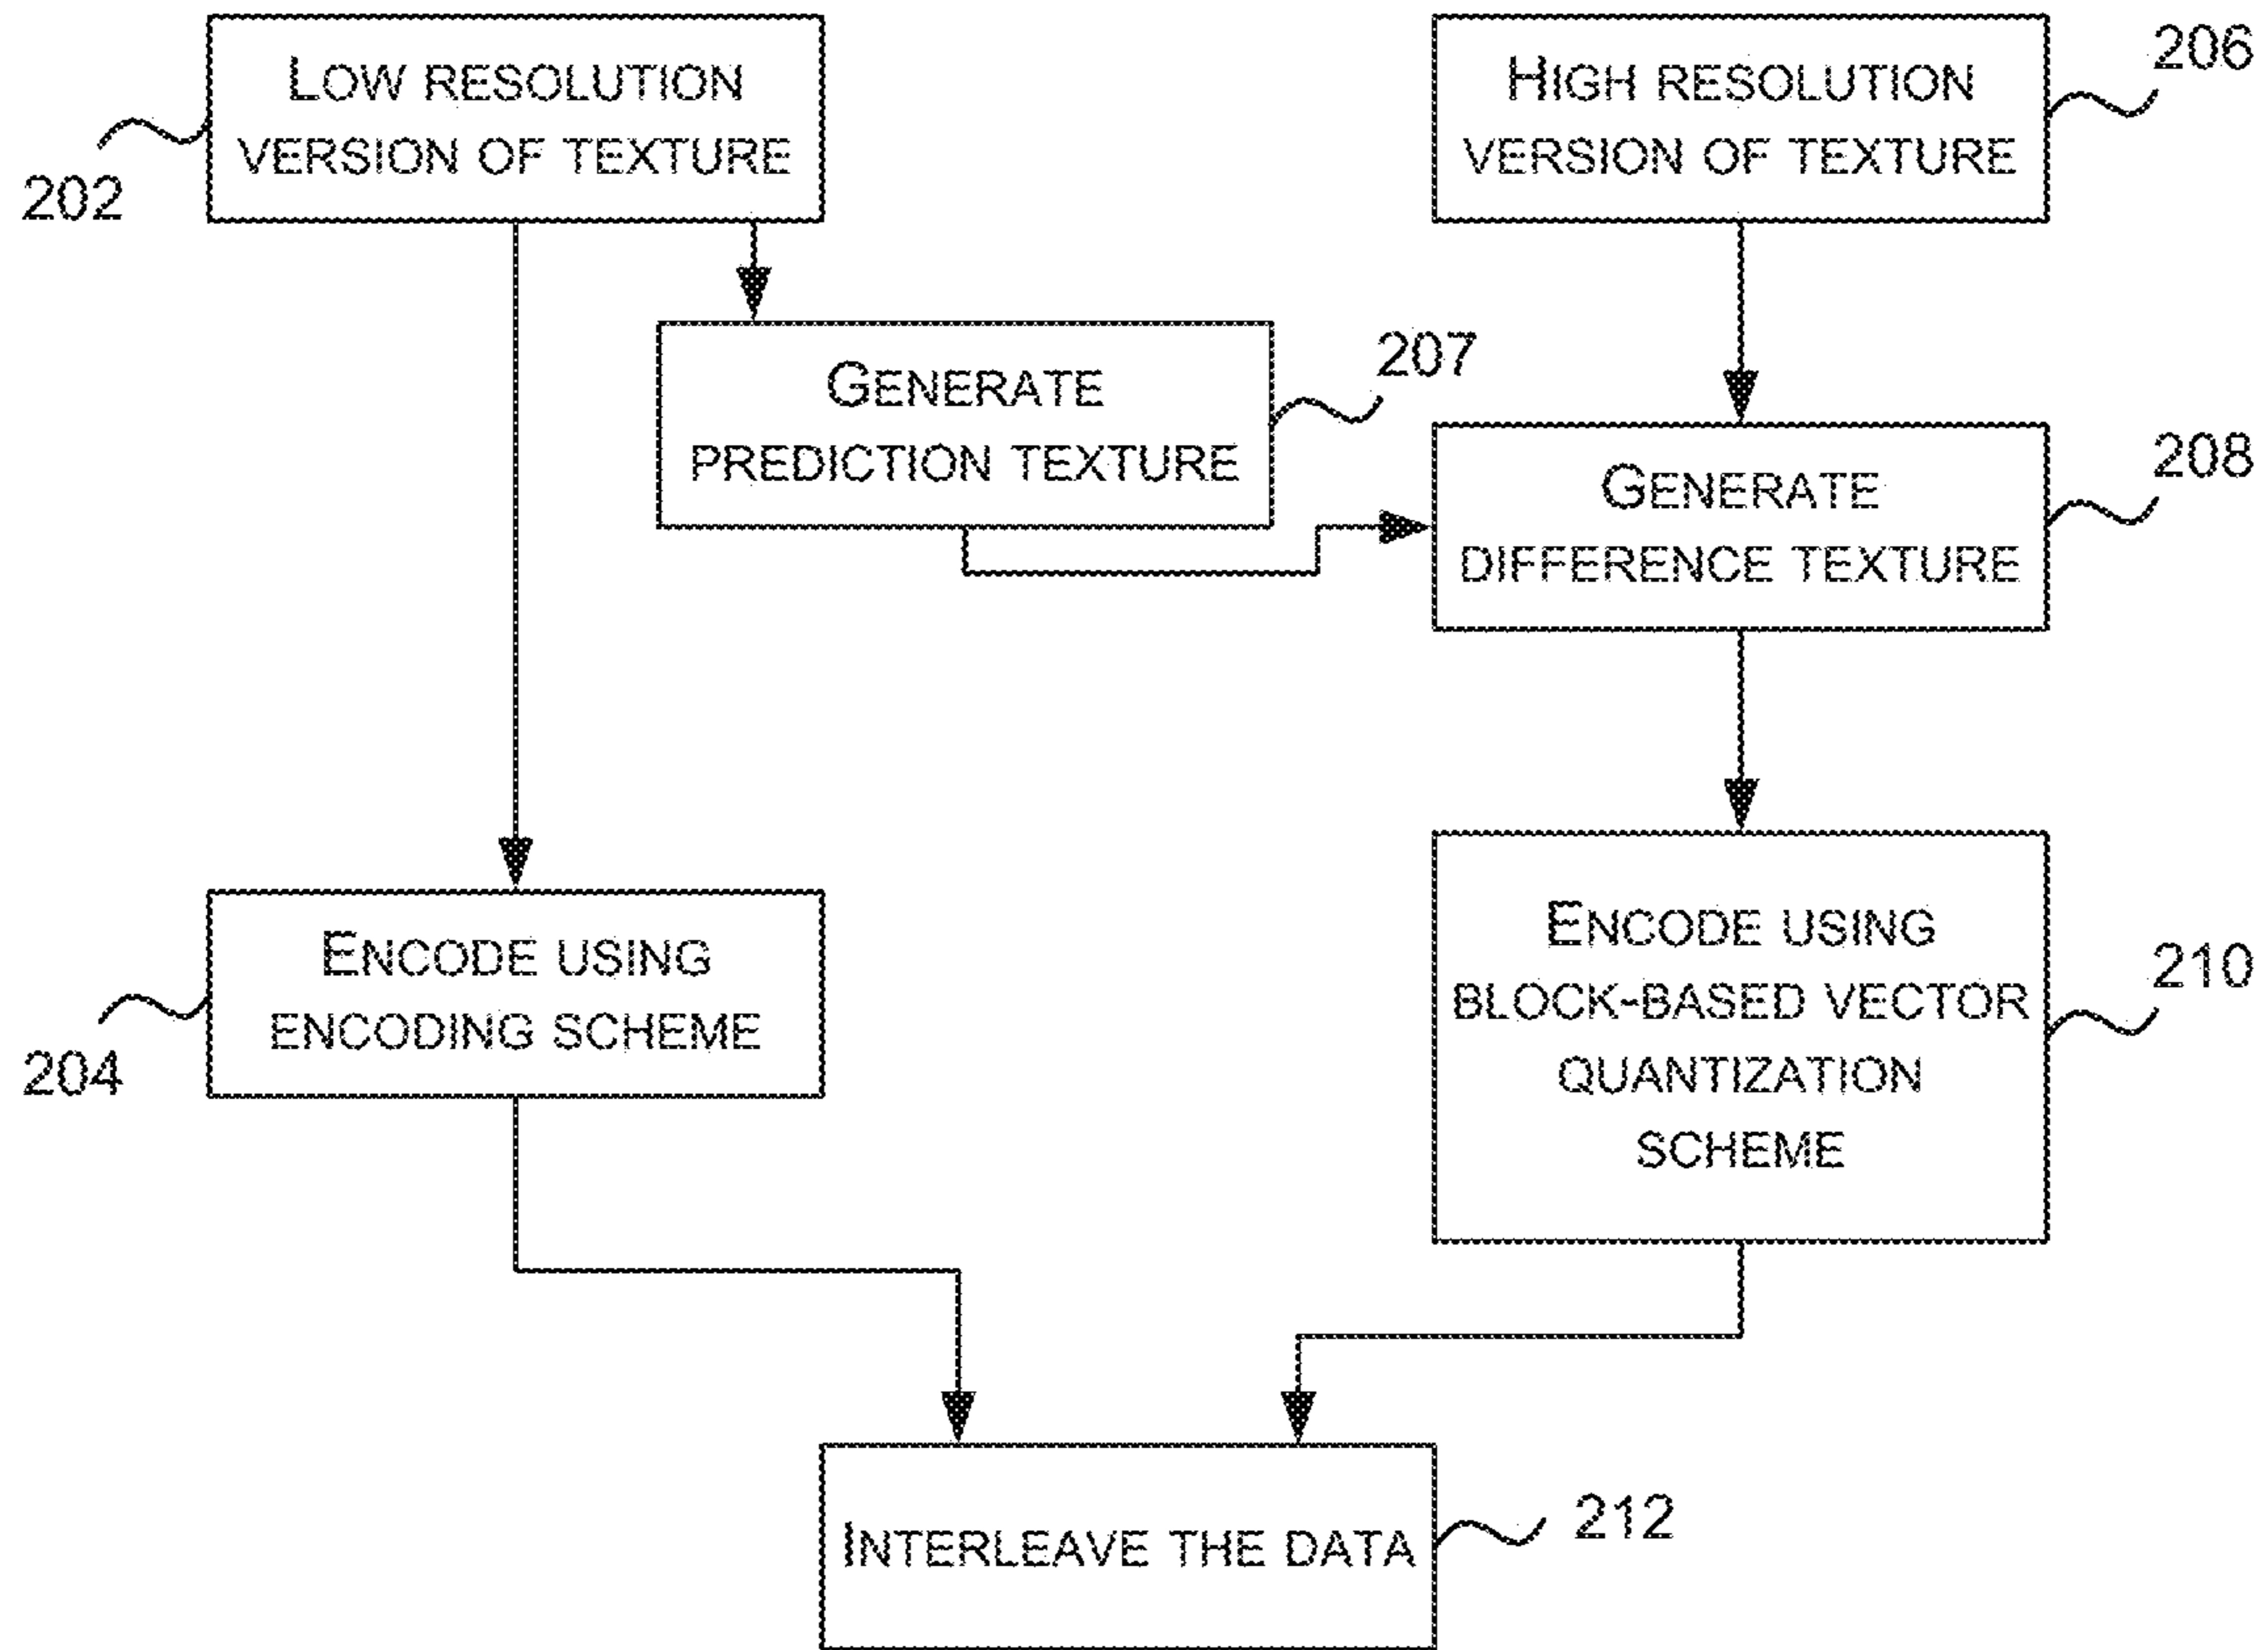 LOW RESOLUTION
VERSION OF TEXTURE
202
HIGH RESOLUTION
VERSION OF TEXTURE
206
GENERATE
PREDICTION TEXTURE
207
GENERATE
DIFFERENCE TEXTURE
208
ENCODE USING
ENCODING SCHEME
204
ENCODE USING
BLOCK-BASED VECTOR
QUANTIZATION
SCHEME
210
INTERLEAVE THE DATA
212